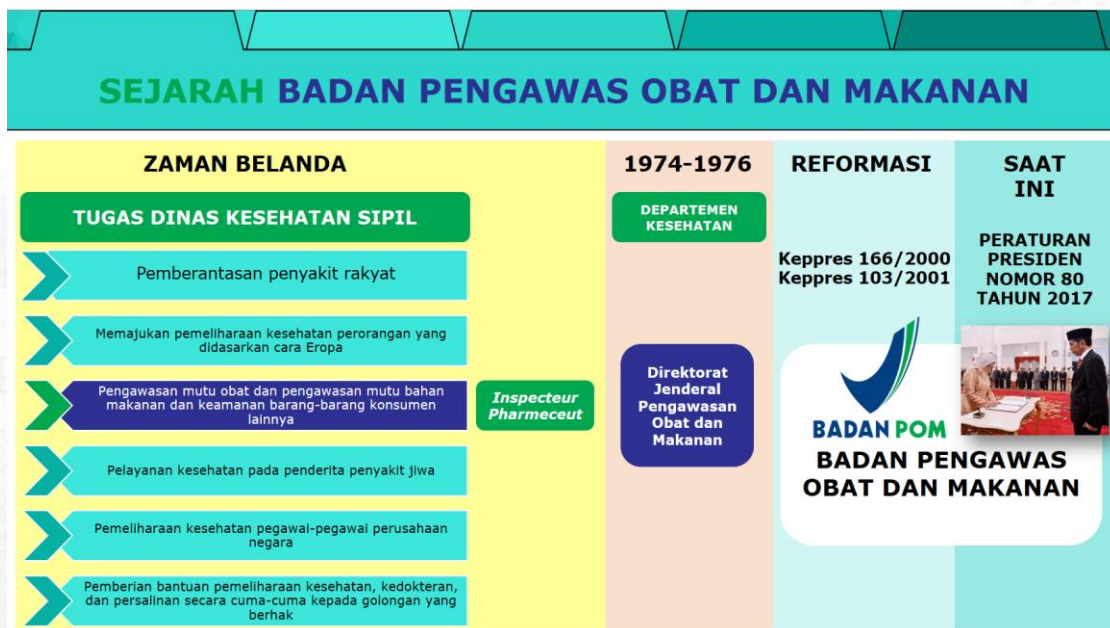 SEJARAH BADAN PENGAWAS OBAT DAN MAKANAN
ZAMAN BELANDA
TUGAS DINAS KESEHATAN SIPIL
Pemberantasan penyakit rakyat
Memajukan pemeliharaan kesehatan perorangan yang
didasarkan cara Eropa
Pengawasan mutu obat dan pengawasan mutu bahan
makanan dan keamanan barang-barang konsumen
lainnya
Inspecteur
Pharmeceut
Pelayanan kesehatan pada penderita penyakit jiwa
Pemeliharaan kesehatan pegawai-pegawai perusahaan
negara
Pemberian bantuan pemeliharaan kesehatan, kedokteran,
dan persalinan secara cuma-cuma kepada golongan yang
berhak
1974-1976
DEPARTEMEN
KESEHATAN
Direktorat
Jenderal
Pengawasan
Obat dan
Makanan
REFORMASI
Keppres 166/2000
Keppres 103/2001
SAAT
INI
PERATURAN
PRESIDEN
NOMOR 80
TAHUN 2017
BADAN POM
BADAN PENGAWAS
OBAT DAN MAKANAN